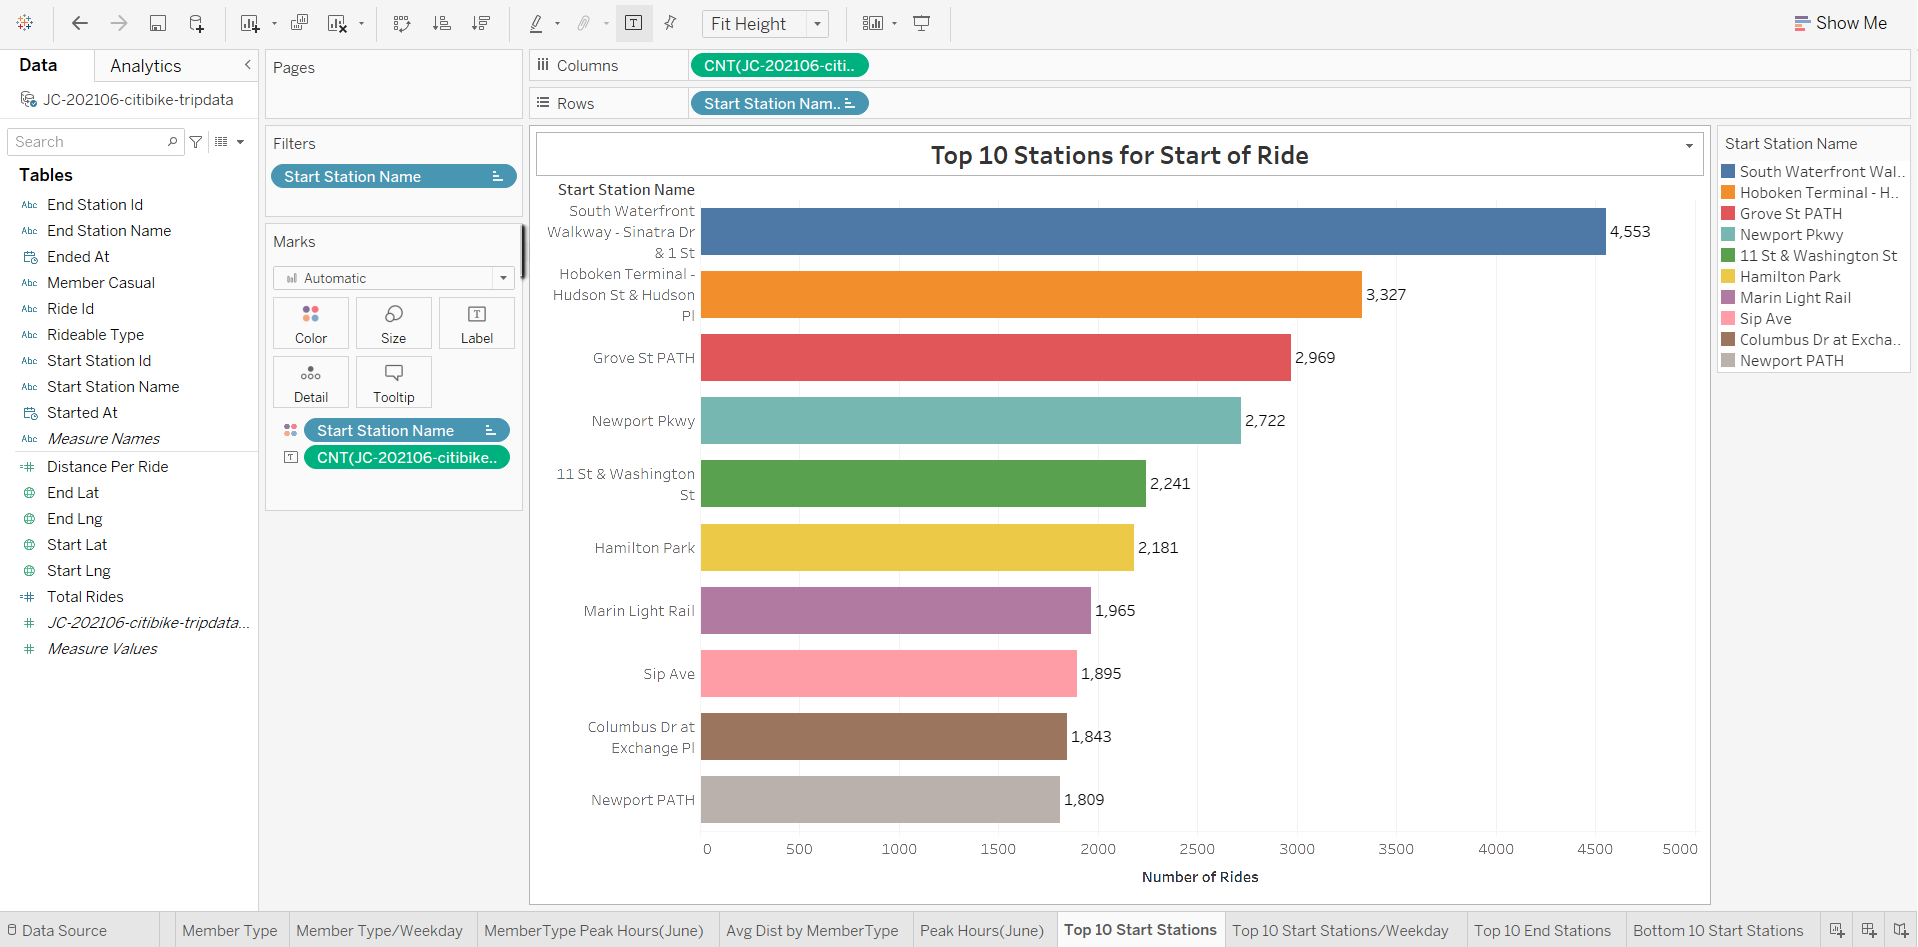 Fit Height
Show Me
Data
Analytics
JC-202106-citibike-tripdata
Search
Tables
Abc End Station Id
Abc End Station Name
Ended At
Abc Member Casual
Abc Ride Id
Abc Rideable Type
Abc Start Station Id
Abc Start Station Name
Started At
Abc Measure Names
Distance Per Ride
End Lat
End Lng
Start Lat
Start Lng
Total Rides
JC-202106-citibike-tripdata...
Measure Values
Pages
Filters
Start Station Name
Marks
Automatic
Color
Size
Label
Detail
Tooltip
Start Station Name
CNT(JC-202106-citibike..
Columns
CNT(JC-202106-citi..
Rows
Start Station Nam..
Top 10 Stations for Start of Ride
Start Station Name
South Waterfront
Walkway - Sinatra Dr
& 1 St
4,553
Hoboken Terminal -
Hudson St & Hudson
Pl
3,327
Grove St PATH
2,969
Newport Pkwy
2,722
11 St & Washington
St
2,241
Hamilton Park
2,181
Marin Light Rail
1,965
Sip Ave
1,895
Columbus Dr at
Exchange Pl
1,843
Newport PATH
1,809
0 500 1000 1500 2000 2500 3000 3500 4000 4500 5000
Number of Rides
Start Station Name
South Waterfront Wal..
Hoboken Terminal - H..
Grove St PATH
Newport Pkwy
11 St & Washington St
Hamilton Park
Marin Light Rail
Sip Ave
Columbus Dr at Excha..
Newport PATH
Data Source
Member Type
Member Type/Weekday
MemberType Peak Hours(June)
Avg Dist by MemberType
Peak Hours(June)
Top 10 Start Stations
Top 10 Start Stations/Weekday
Top 10 End Stations
Bottom 10 Start Stations